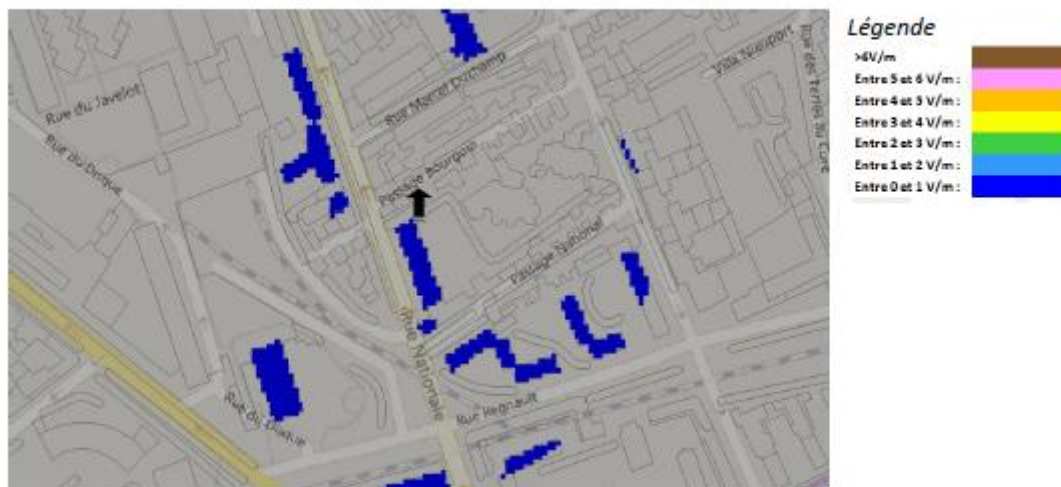 Légende
>6V/m
Entre 5 et 6 V/m :
Entre 4 et 5 V/m :
Entre 3 et 4 V/m :
Entre 2 et 3 V/m :
Entre 1 et 2 V/m :
Entre 0 et 1 V/m :
Rue du Javelot
Rue du Disque
Rue Marcel Duchamp
Passage Bourgoin
Villa Nieuport
Rue des Terres au Curé
Passage National
Rue Nationale
Rue Regnault
Rue du Disque